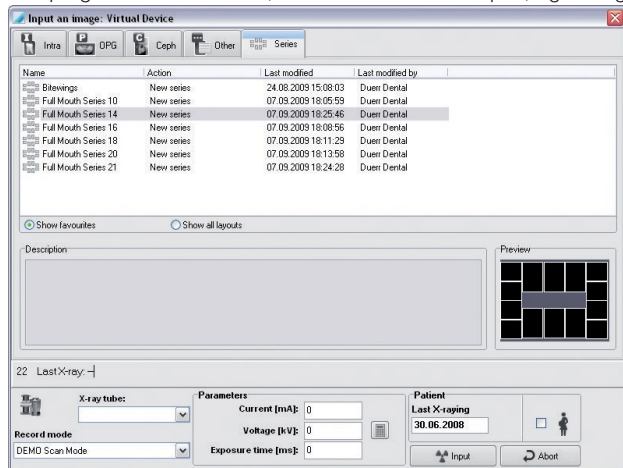 Input an image: Virtual Device
Intra OPG Ceph Other Series
Name Action Last modified Last modified by
Bitewings New series 24.08.2009 15:08:03 Duerr Dental
Full Mouth Series 10 New series 07.09.2009 18:05:59 Duerr Dental
Full Mouth Series 14 New series 07.09.2009 18:25:46 Duerr Dental
Full Mouth Series 16 New series 07.09.2009 18:08:56 Duerr Dental
Full Mouth Series 18 New series 07.09.2009 18:11:29 Duerr Dental
Full Mouth Series 20 New series 07.09.2009 18:13:58 Duerr Dental
Full Mouth Series 21 New series 07.09.2009 18:24:28 Duerr Dental
Show favourites Show all layouts
Description Preview
22 Last X-ray: -|
X-ray tube: Parameters Patient
Current [mA]: 0 Last X-raying
Voltage [kV]: 0 30.06.2008
Record mode Exposure time [ms]: 0
DEMO Scan Mode Input Abort